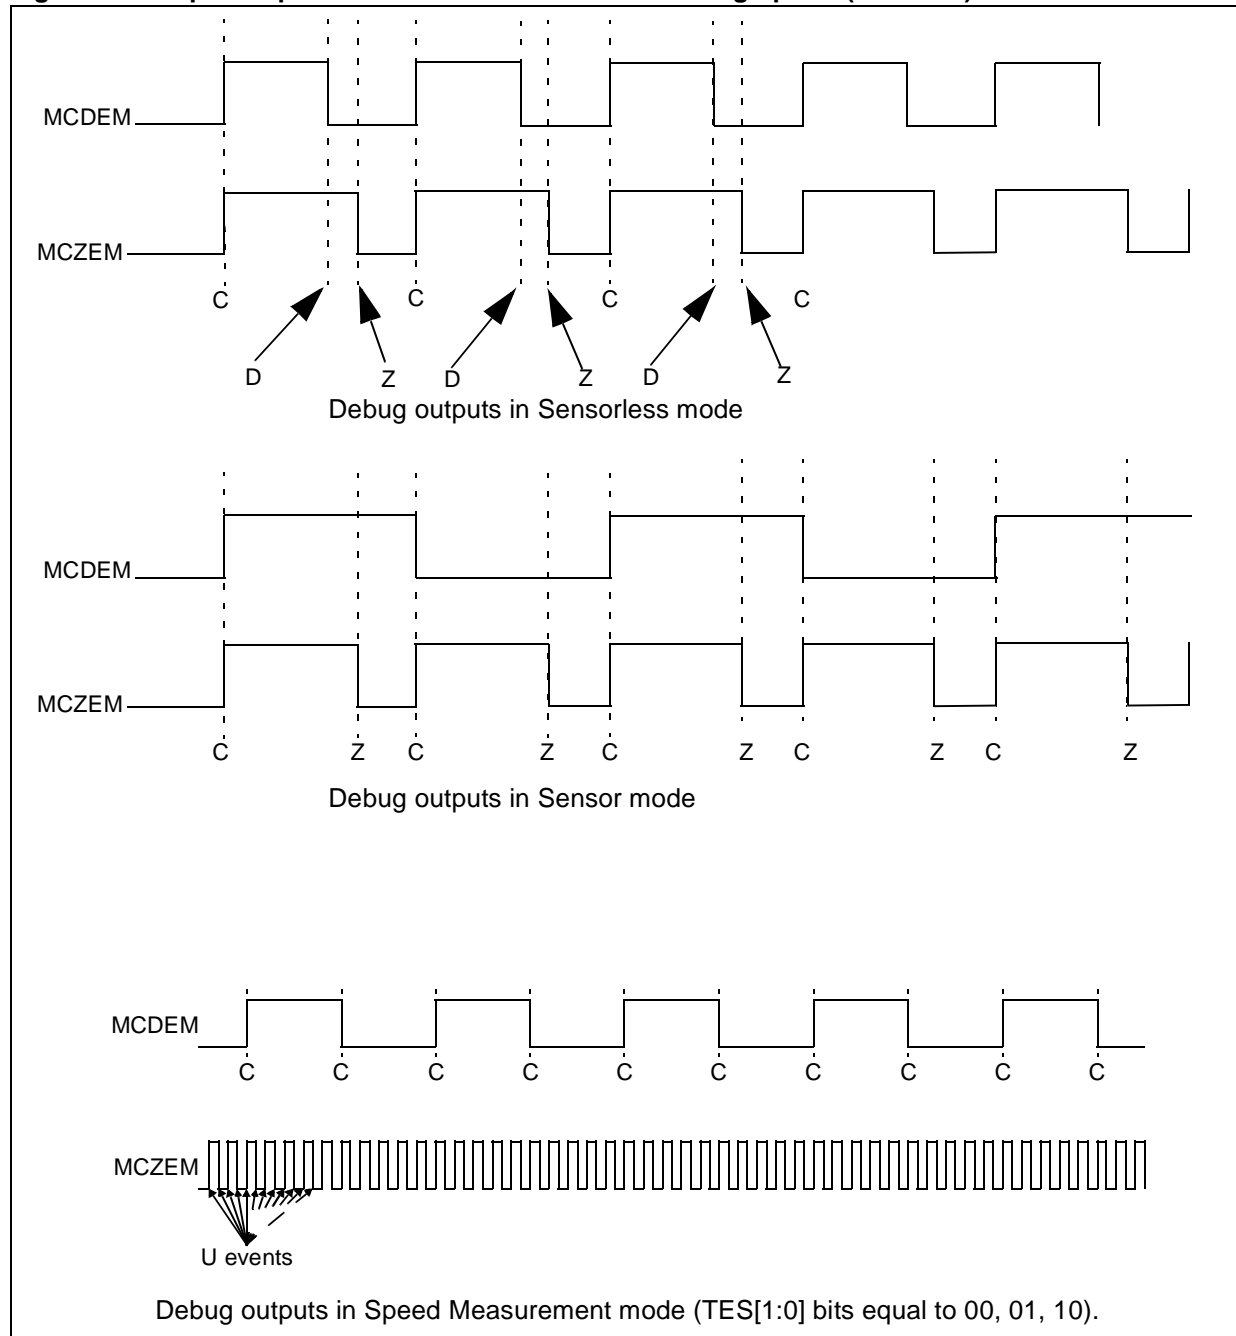 MCDEM
MCZEM
C C C C
D Z D Z D Z
Debug outputs in Sensorless mode
MCDEM
MCZEM
C Z C Z C Z C Z C Z
Debug outputs in Sensor mode
MCDEM
C C C C C C C C C C
MCZEM
U events
Debug outputs in Speed Measurement mode (TES[1:0] bits equal to 00, 01, 10).